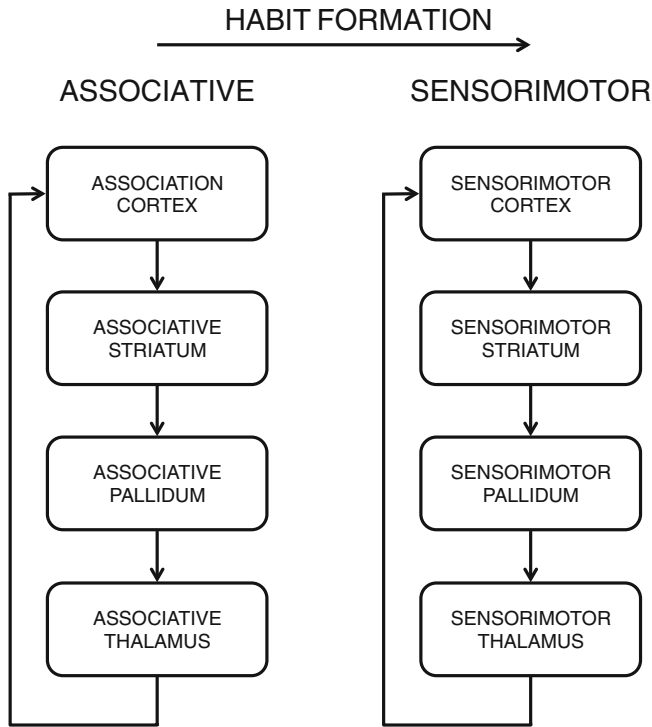 HABIT FORMATION
ASSOCIATIVE
SENSORIMOTOR
ASSOCIATION
CORTEX
ASSOCIATIVE
STRIATUM
ASSOCIATIVE
PALLIDUM
ASSOCIATIVE
THALAMUS
SENSORIMOTOR
CORTEX
SENSORIMOTOR
STRIATUM
SENSORIMOTOR
PALLIDUM
SENSORIMOTOR
THALAMUS